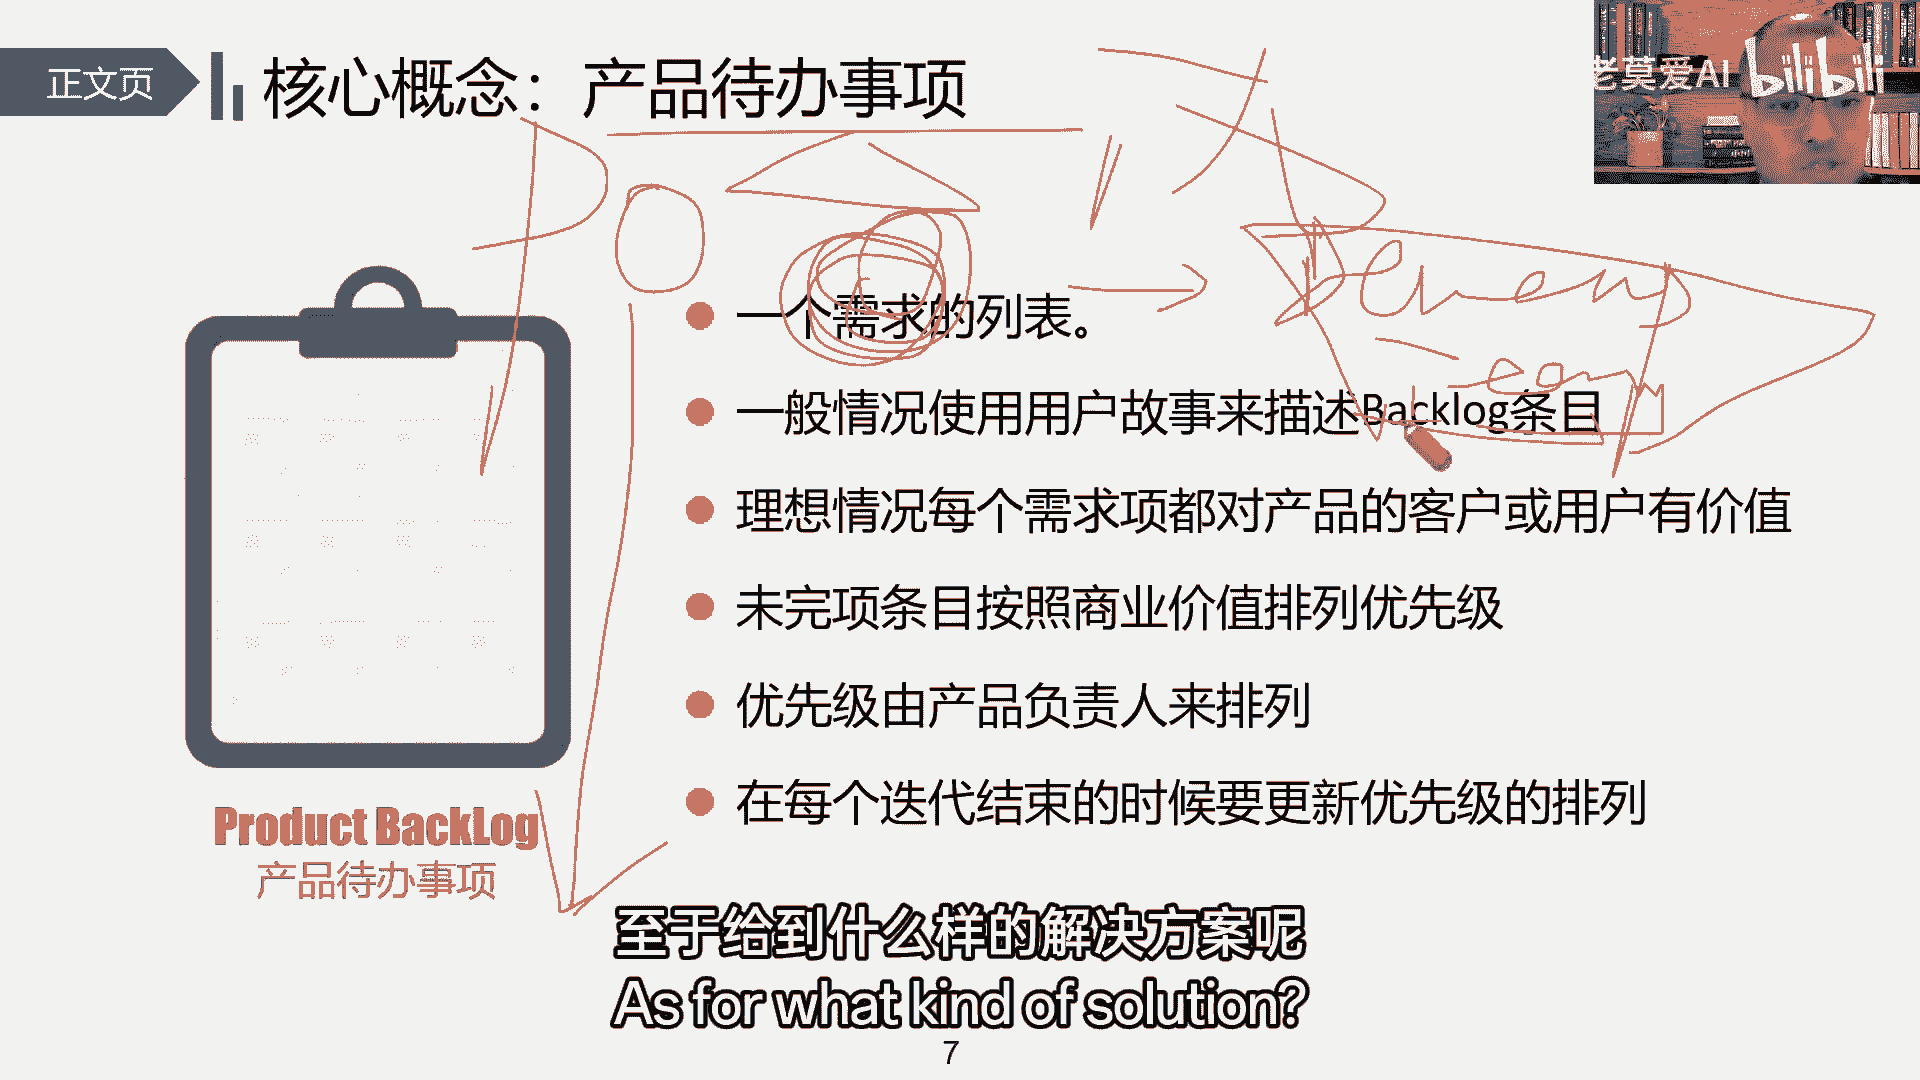 正文页
核心概念：产品待办事项
老莫爱AI
bilibili
PO
一个需求的列表。
一般情况使用用户故事来描述Backlog条目
理想情况每个需求项都对产品的客户或用户有价值
未完项条目按照商业价值排列优先级
优先级由产品负责人来排列
在每个迭代结束的时候要更新优先级的排列
Product BackLog
产品待办事项
至于给到什么样的解决方案呢
As for what kind of solution?
7